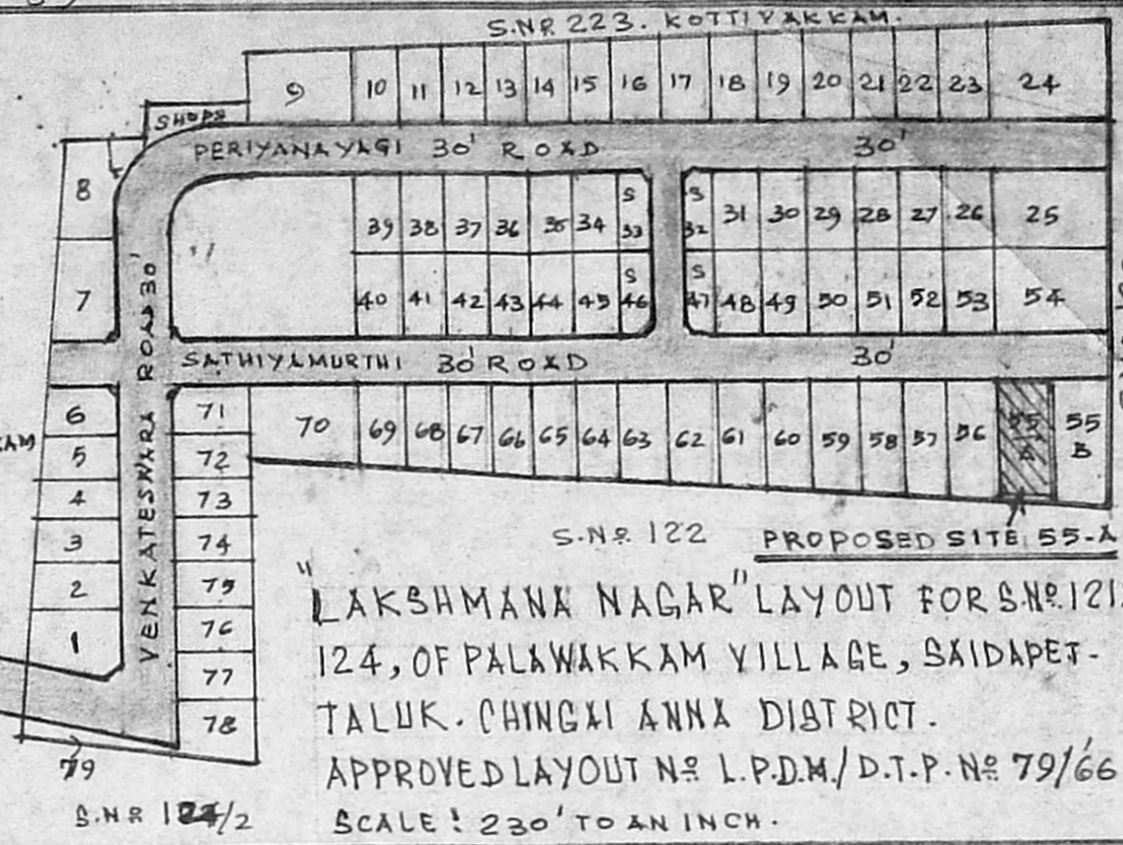 S.Nº 223. KOTTIVAKKAM.
9 10 11 12 13 14 15 16 17 18 19 20 21 22 23 24
SHOPS
PERIYANAYAGI 30' ROAD 30'
8
39 38 37 36 35 34 S 33 S 32 31 30 29 28 27 26 25
7
40 41 42 43 44 45 S 46 S 47 48 49 50 51 52 53 54
SATHIYAMURTHI 30' ROAD 30'
VENKATESWARA ROAD 30'
6 71 70 69 68 67 66 65 64 63 62 61 60 59 58 57 56 55 A 55 B
5 72
4 73
3 74
2 75
1 76
77
78
79
S.Nº 122 PROPOSED SITE, 55-A
"LAKSHMANA NAGAR" LAYOUT FOR S.Nº.121,
124, OF PALAWAKKAM VILLAGE, SAIDAPET-
TALUK. CHINGAI ANNA DISTRICT.
APPROVED LAYOUT Nº L.P.D.M./D.T.P. Nº 79/66
SCALE: 230' TO AN INCH.